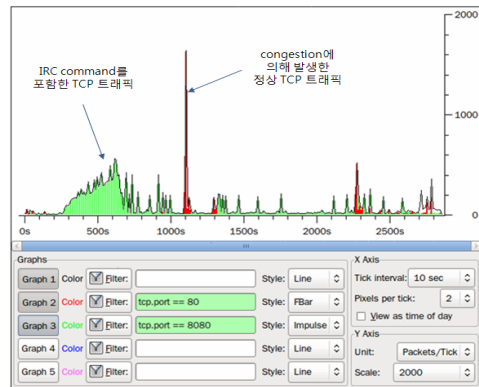 2000
congestion에
의해 발생한
정상 TCP 트래픽
IRC command를
포함한 TCP 트래픽
1000
0
0s 500s 1000s 1500s 2000s 2500s
Graphs
Graph 1 Color Filter: Style: Line
Graph 2 Color Filter: tcp.port == 80 Style: FBar
Graph 3 Color Filter: tcp.port == 8080 Style: Impulse
Graph 4 Color Filter: Style: Line
Graph 5 Color Filter: Style: Line
X Axis
Tick interval: 10 sec
Pixels per tick: 2
View as time of day
Y Axis
Unit: Packets/Tick
Scale: 2000